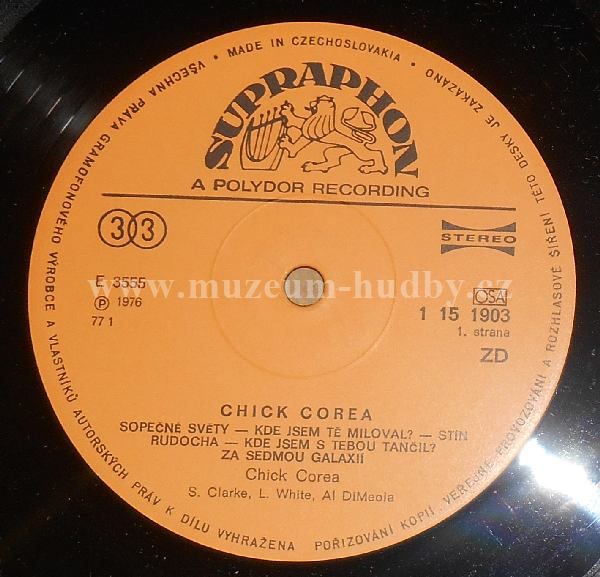 VŠECHNA PRÁVA GRAMOFONOVÉHO VÝROBCE A VLASTNÍKŮ AUTORSKÝCH PRÁV K DÍLU VYHRAŽENA
• MADE IN CZECHOSLOVAKIA •
POŘIZOVÁNÍ KOPIÍ, VEŘEJNÉ PROVOZOVÁNÍ A ROZHLASOVÉ ŠÍŘENÍ TÉTO DESKY JE ZAKÁZÁNO
SUPRAPHON
A POLYDOR RECORDING
33
STEREO
E 3555
℗ 1976
77 1
www.muzeum-hudby.cz
OSA
1 15 1903
1. strana
ZD
CHICK COREA
SOPEČNÉ SVĚTY — KDE JSEM TĚ MILOVAL? — STÍN
RUDOCHA — KDE JSEM S TEBOU TANČIL?
ZA SEDMOU GALAXII
Chick Corea
S. Clarke, L. White, Al DiMeola